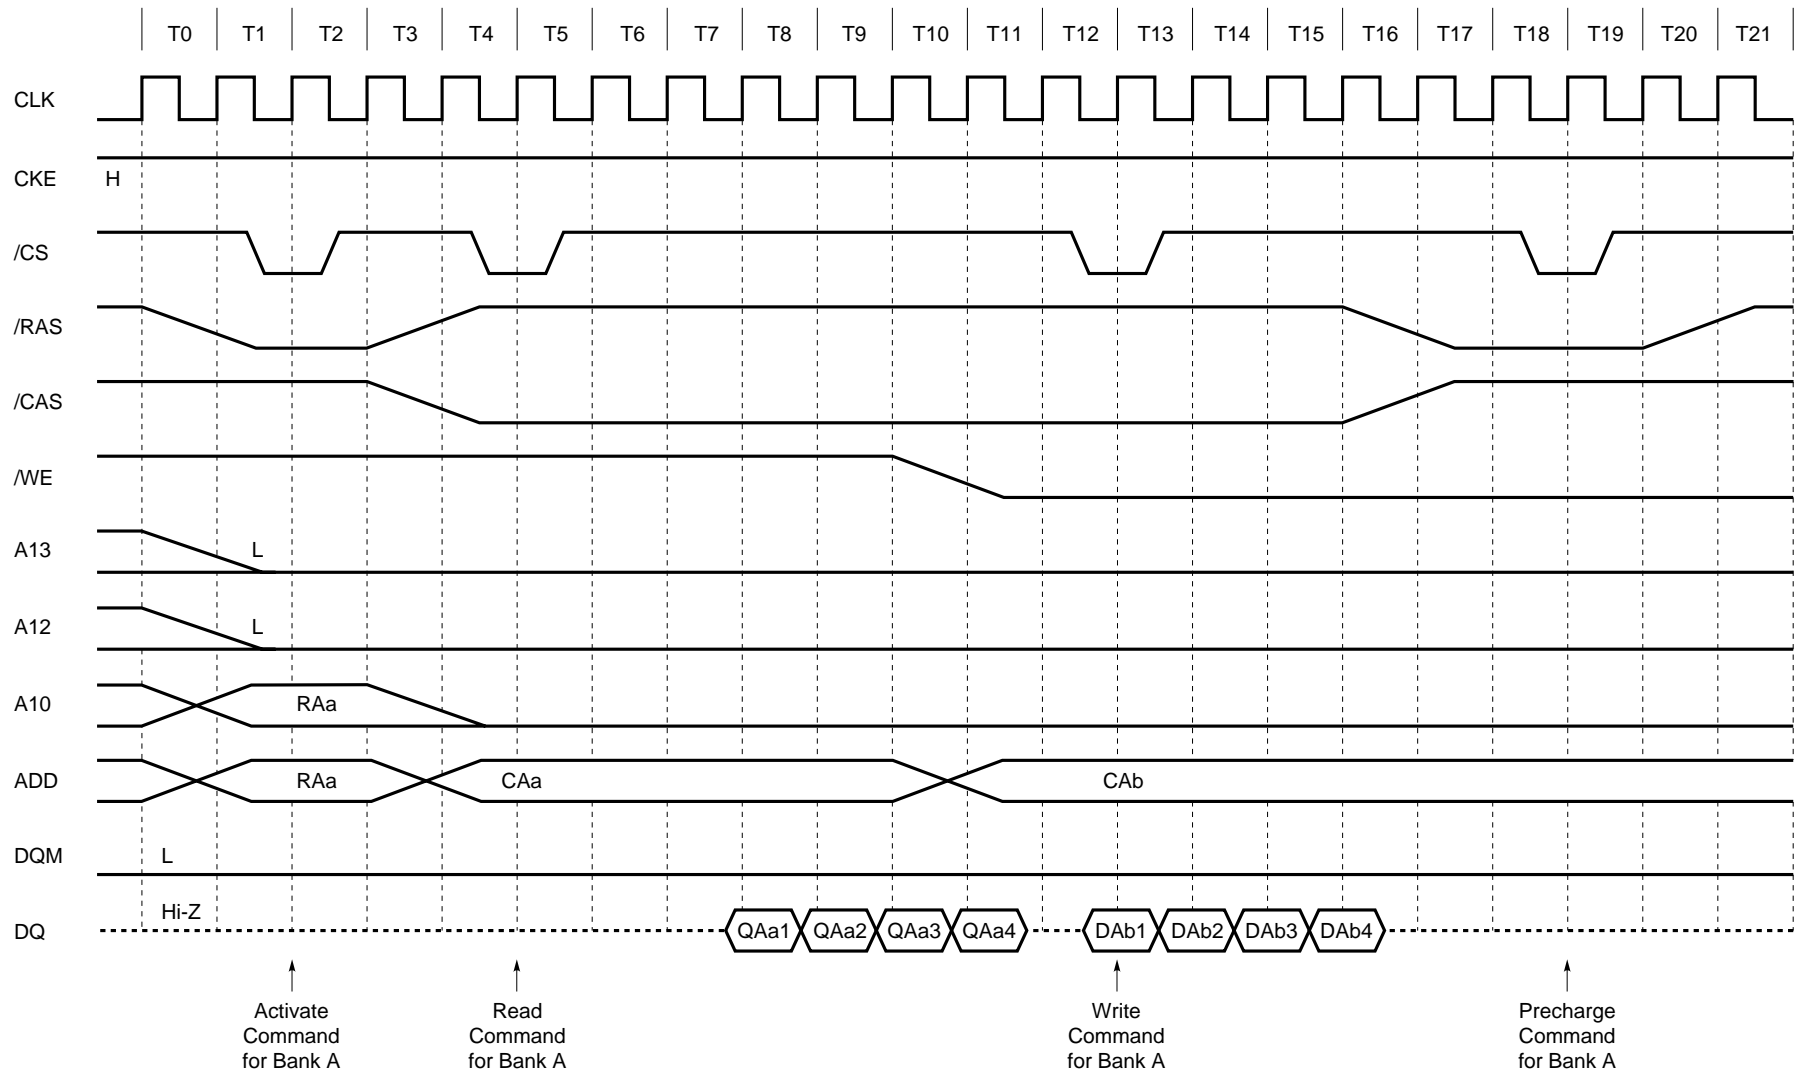 T0 T1 T2 T3 T4 T5 T6 T7 T8 T9 T10 T11 T12 T13 T14 T15 T16 T17 T18 T19 T20 T21
CLK
CKE H
/CS
/RAS
/CAS
/WE
A13 L
A12 L
A10 RAa
ADD RAa CAa CAb
DQM L
Hi-Z
DQ QAa1 QAa2 QAa3 QAa4 DAb1 DAb2 DAb3 DAb4
Activate
Command
for Bank A
Read
Command
for Bank A
Write
Command
for Bank A
Precharge
Command
for Bank A